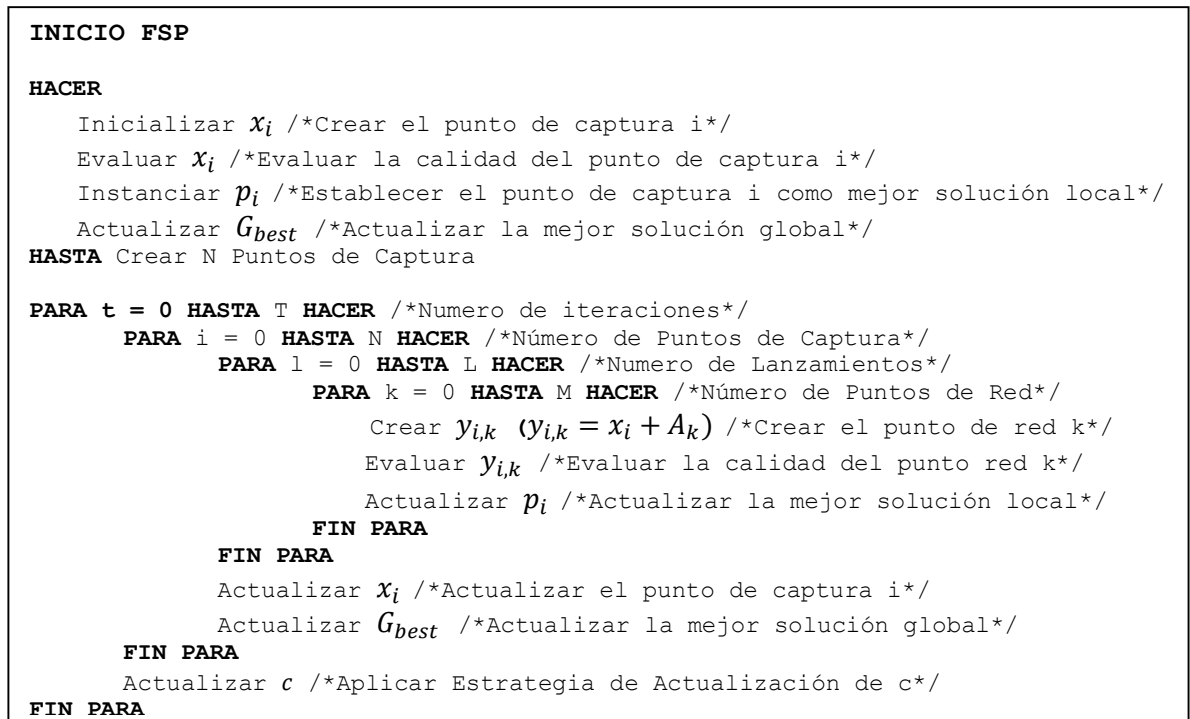 INICIO FSP
HACER
Inicializar x_i /*Crear el punto de captura i*/
Evaluar x_i /*Evaluar la calidad del punto de captura i*/
Instanciar p_i /*Establecer el punto de captura i como mejor solución local*/
Actualizar G_best /*Actualizar la mejor solución global*/
HASTA Crear N Puntos de Captura
PARA t = 0 HASTA T HACER /*Numero de iteraciones*/
PARA i = 0 HASTA N HACER /*Número de Puntos de Captura*/
PARA l = 0 HASTA L HACER /*Numero de Lanzamientos*/
PARA k = 0 HASTA M HACER /*Número de Puntos de Red*/
Crear y_i,k (y_i,k = x_i + A_k) /*Crear el punto de red k*/
Evaluar y_i,k /*Evaluar la calidad del punto red k*/
Actualizar p_i /*Actualizar la mejor solución local*/
FIN PARA
FIN PARA
Actualizar x_i /*Actualizar el punto de captura i*/
Actualizar G_best /*Actualizar la mejor solución global*/
FIN PARA
Actualizar c /*Aplicar Estrategia de Actualización de c*/
FIN PARA